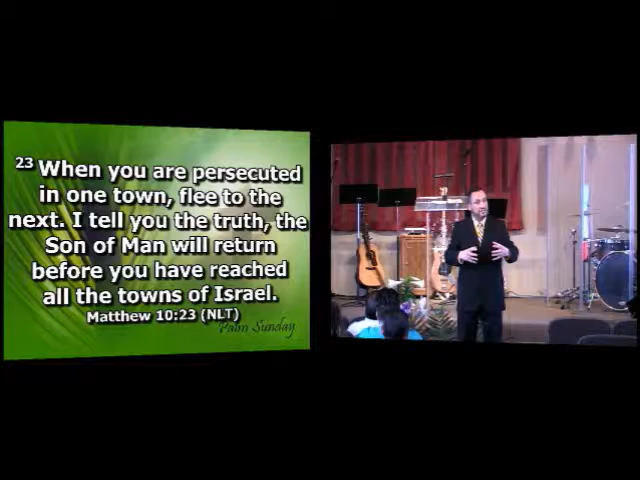 23 When you are persecuted
in one town, flee to the
next. I tell you the truth, the
Son of Man will return
before you have reached
all the towns of Israel.
Matthew 10:23 (NLT)
Palm Sunday